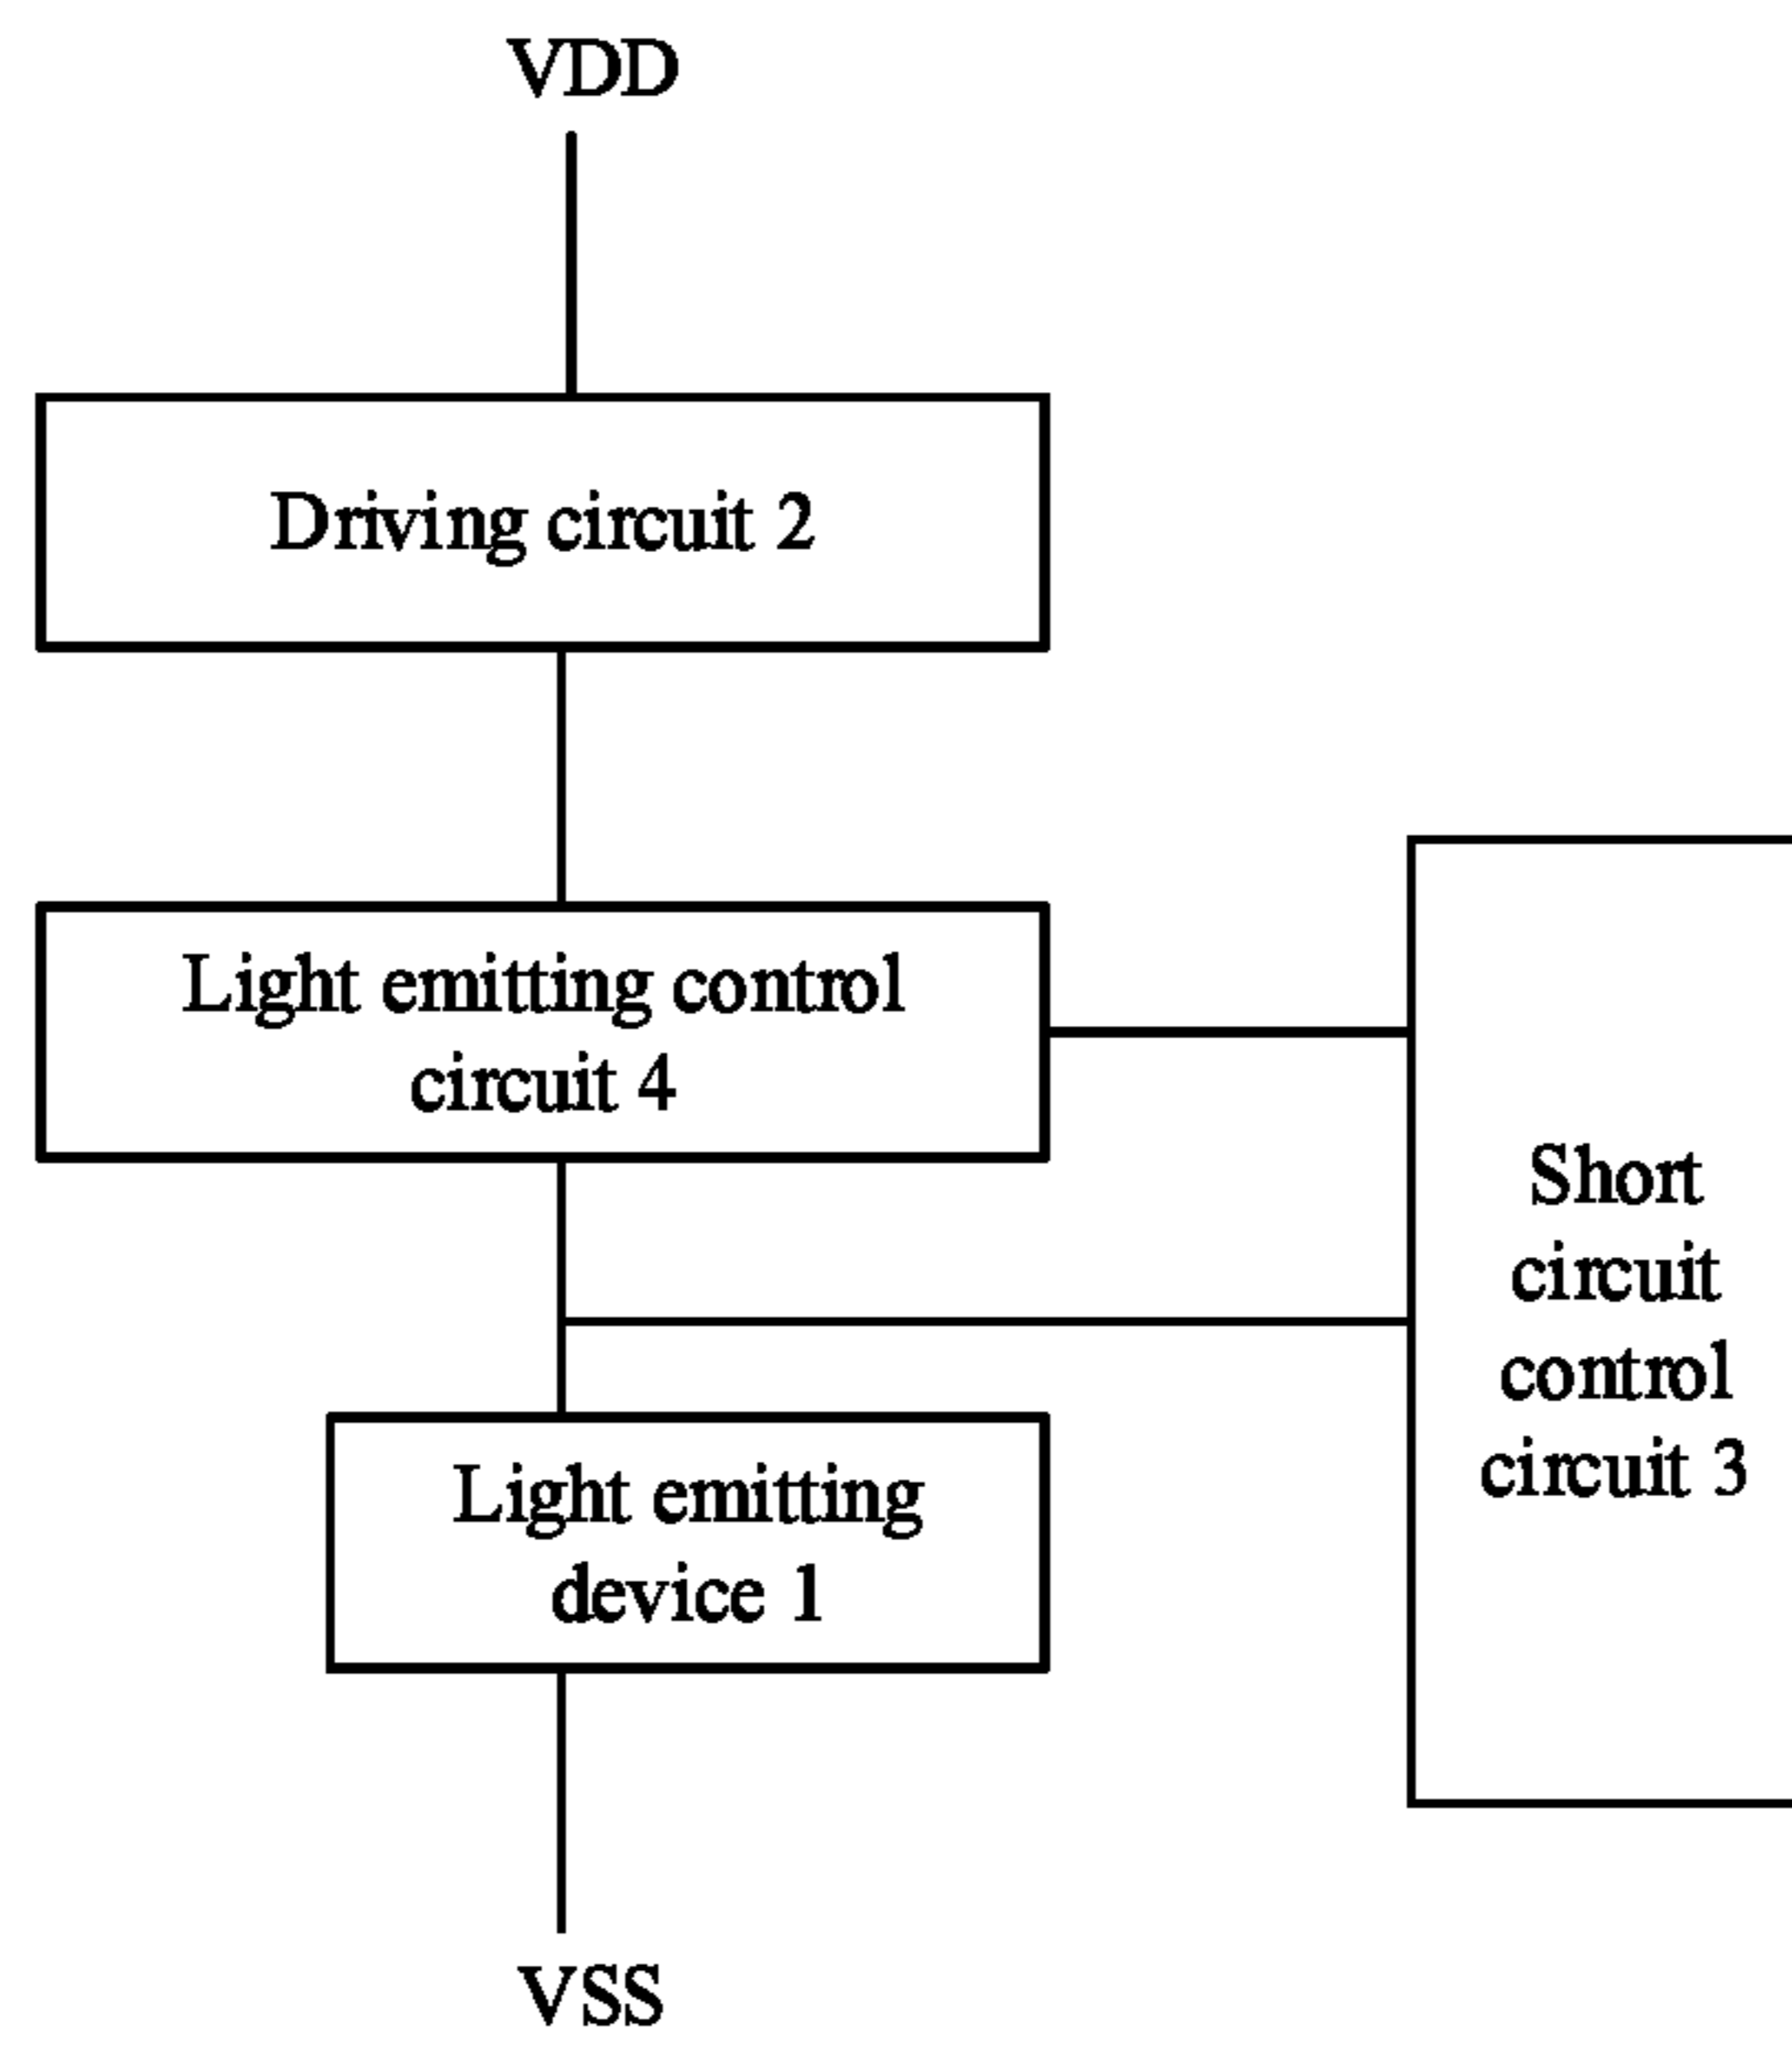 VDD
Driving circuit 2
Light emitting control
circuit 4
Short
circuit
control
circuit 3
Light emitting
device 1
VSS